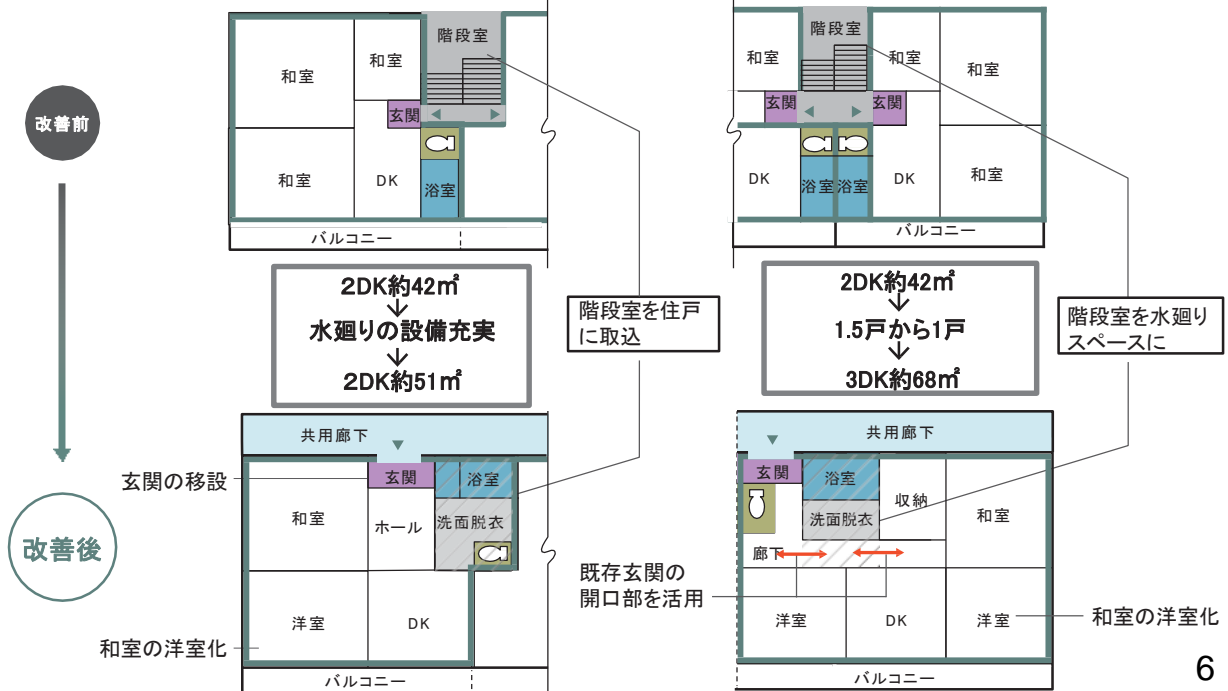 改善前
和室
和室
階段室
玄関
和室
DK
浴室
バルコニー
和室
階段室
和室
和室
玄関
玄関
DK
浴室
浴室
DK
和室
バルコニー
2DK約42㎡
↓
水廻りの設備充実
↓
2DK約51㎡
階段室を住戸
に取込
2DK約42㎡
↓
1.5戸から1戸
↓
3DK約68㎡
階段室を水廻り
スペースに
改善後
共用廊下
玄関の移設
玄関
浴室
和室
ホール
洗面脱衣
洋室
DK
和室の洋室化
バルコニー
共用廊下
玄関
浴室
収納
和室
洗面脱衣
廊下
既存玄関の
開口部を活用
洋室
DK
洋室
和室の洋室化
バルコニー
6